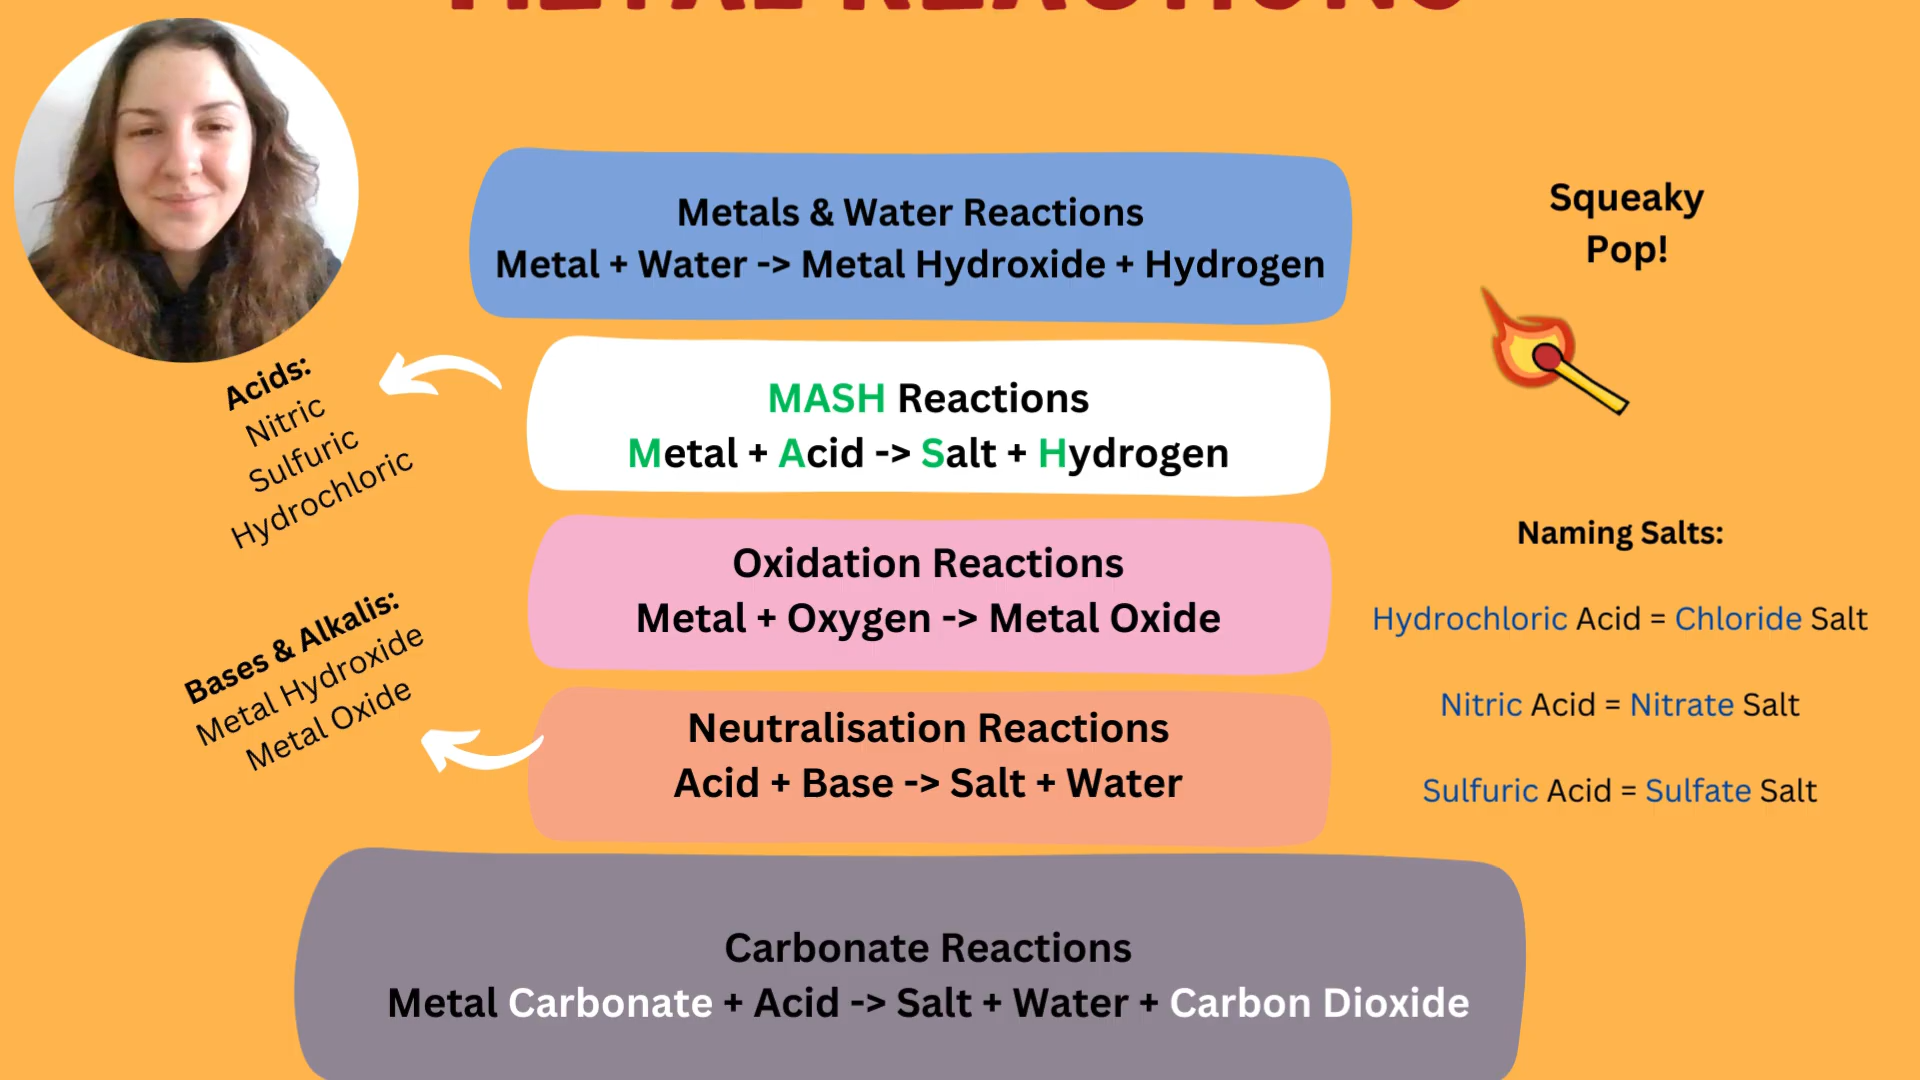 METAL REACTIONS
Metals & Water Reactions
Metal + Water -> Metal Hydroxide + Hydrogen
Squeaky
Pop!
Acids:
Nitric
Sulfuric
Hydrochloric
MASH Reactions
Metal + Acid -> Salt + Hydrogen
Oxidation Reactions
Metal + Oxygen -> Metal Oxide
Naming Salts:
Hydrochloric Acid = Chloride Salt
Nitric Acid = Nitrate Salt
Sulfuric Acid = Sulfate Salt
Bases & Alkalis:
Metal Hydroxide
Metal Oxide
Neutralisation Reactions
Acid + Base -> Salt + Water
Carbonate Reactions
Metal Carbonate + Acid -> Salt + Water + Carbon Dioxide